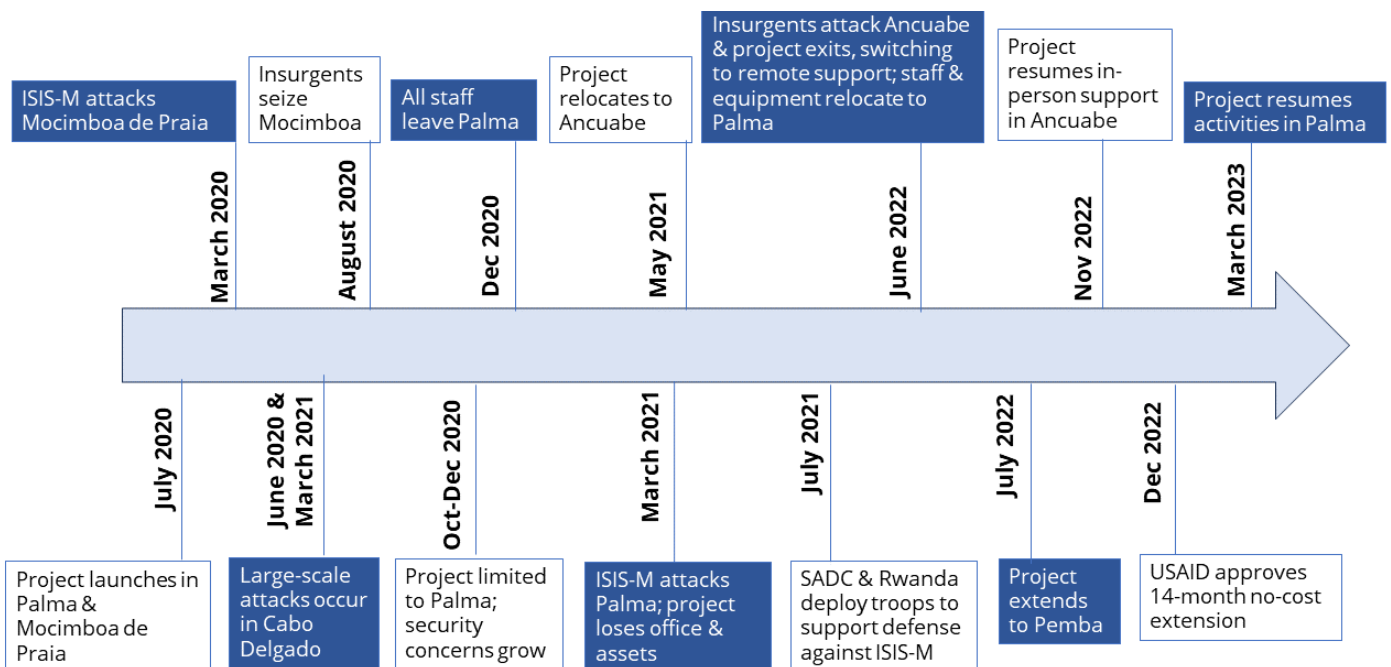 ISIS-M attacks
Mocimboa de Praia
Insurgents
seize
Mocimboa
All staff
leave Palma
Project
relocates to
Ancuabe
Insurgents attack Ancuabe
& project exits, switching
to remote support; staff &
equipment relocate to
Palma
Project
resumes in-
person support
in Ancuabe
Project resumes
activities in Palma
March 2020
August 2020
Dec 2020
May 2021
June 2022
Nov 2022
March 2023
July 2020
June 2020 &
March 2021
Oct-Dec 2020
March 2021
July 2021
July 2022
Dec 2022
Project launches in
Palma &
Mocimboa de
Praia
Large-scale
attacks occur
in Cabo
Delgado
Project limited
to Palma;
security
concerns grow
ISIS-M attacks
Palma; project
loses office &
assets
SADC & Rwanda
deploy troops to
support defense
against ISIS-M
Project
extends
to Pemba
USAID approves
14-month no-cost
extension